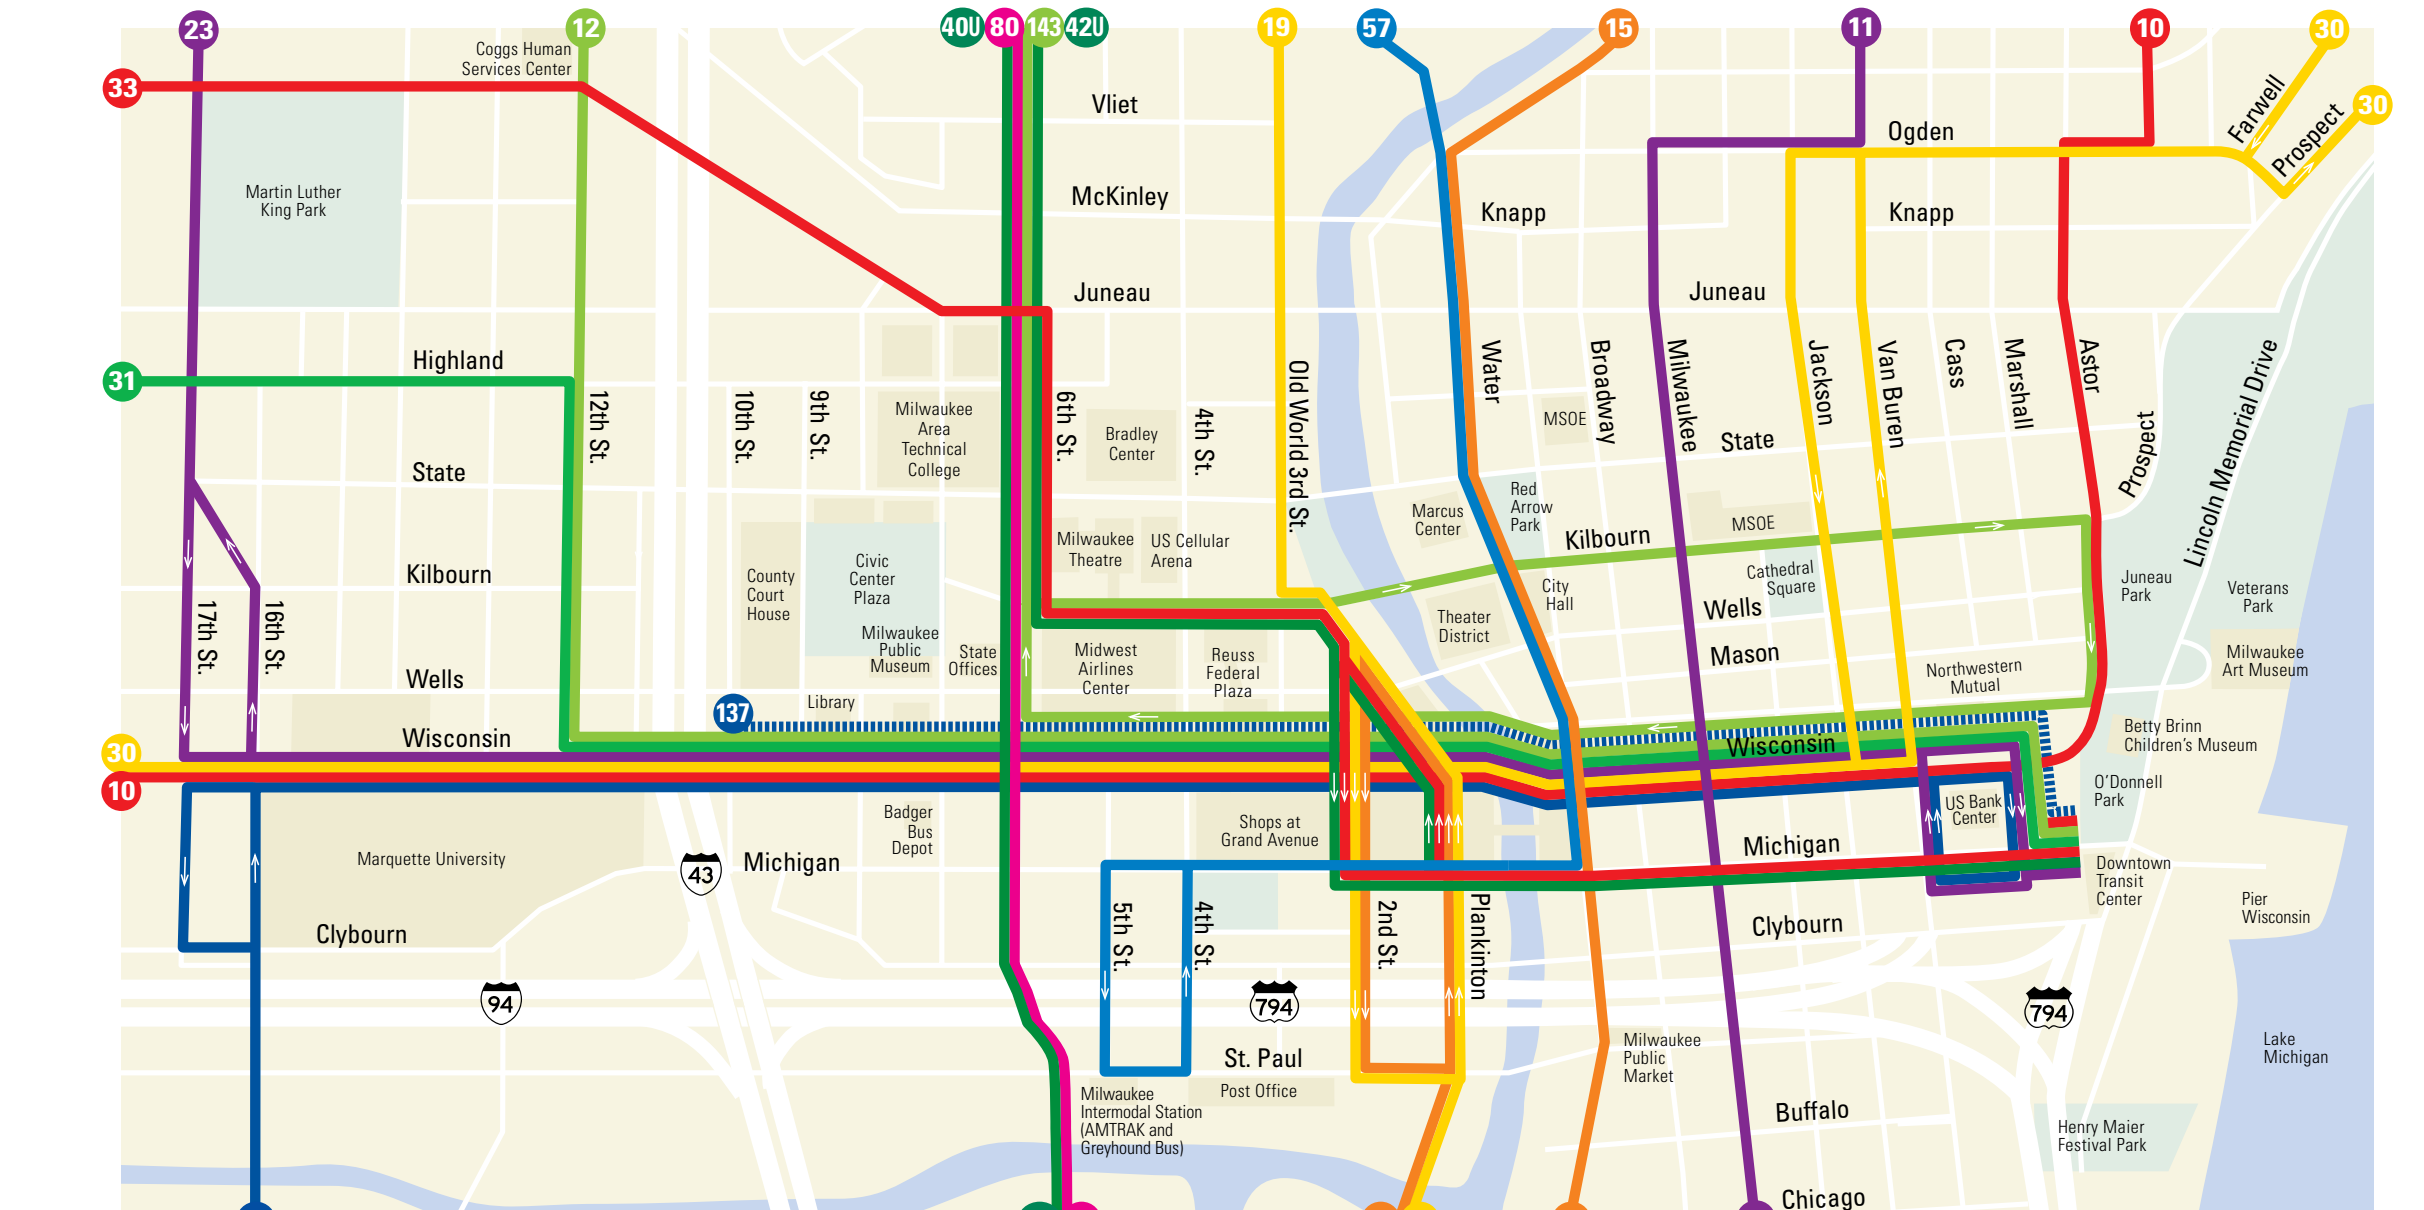 23
12
40U
80
143
42U
19
57
15
11
10
30
Coggs Human
Services Center
33
30
Farwell
Prospect
Vliet
Ogden
Martin Luther
King Park
McKinley
Knapp
Knapp
Juneau
Juneau
Highland
31
12th St.
10th St.
9th St.
Milwaukee
Area
Technical
College
6th St.
Bradley
Center
4th St.
Old World 3rd St.
Water
Broadway
Milwaukee
Jackson
Van Buren
Cass
Marshall
Astor
Prospect
Lincoln Memorial Drive
MSOE
State
State
Red
Arrow
Park
Marcus
Center
MSOE
Kilbourn
Milwaukee
Theatre
US Cellular
Arena
Civic
Center
Plaza
County
Court
House
Kilbourn
17th St.
16th St.
Cathedral
Square
City
Hall
Wells
Juneau
Park
Veterans
Park
Theater
District
Milwaukee
Public
Museum
State
Offices
Midwest
Airlines
Center
Reuss
Federal
Plaza
Mason
Northwestern
Mutual
Milwaukee
Art Museum
Wells
Library
137
Wisconsin
Wisconsin
Betty Brinn
Children's Museum
30
10
O'Donnell
Park
US Bank
Center
Badger
Bus
Depot
Shops at
Grand Avenue
Michigan
Michigan
Marquette University
43
Downtown
Transit
Center
Pier
Wisconsin
Clybourn
5th St.
4th St.
2nd St.
Plankinton
Clybourn
94
794
794
St. Paul
Post Office
Milwaukee
Public
Market
Lake
Michigan
Milwaukee
Intermodal Station
(AMTRAK and
Greyhound Bus)
Buffalo
Henry Maier
Festival Park
Chicago